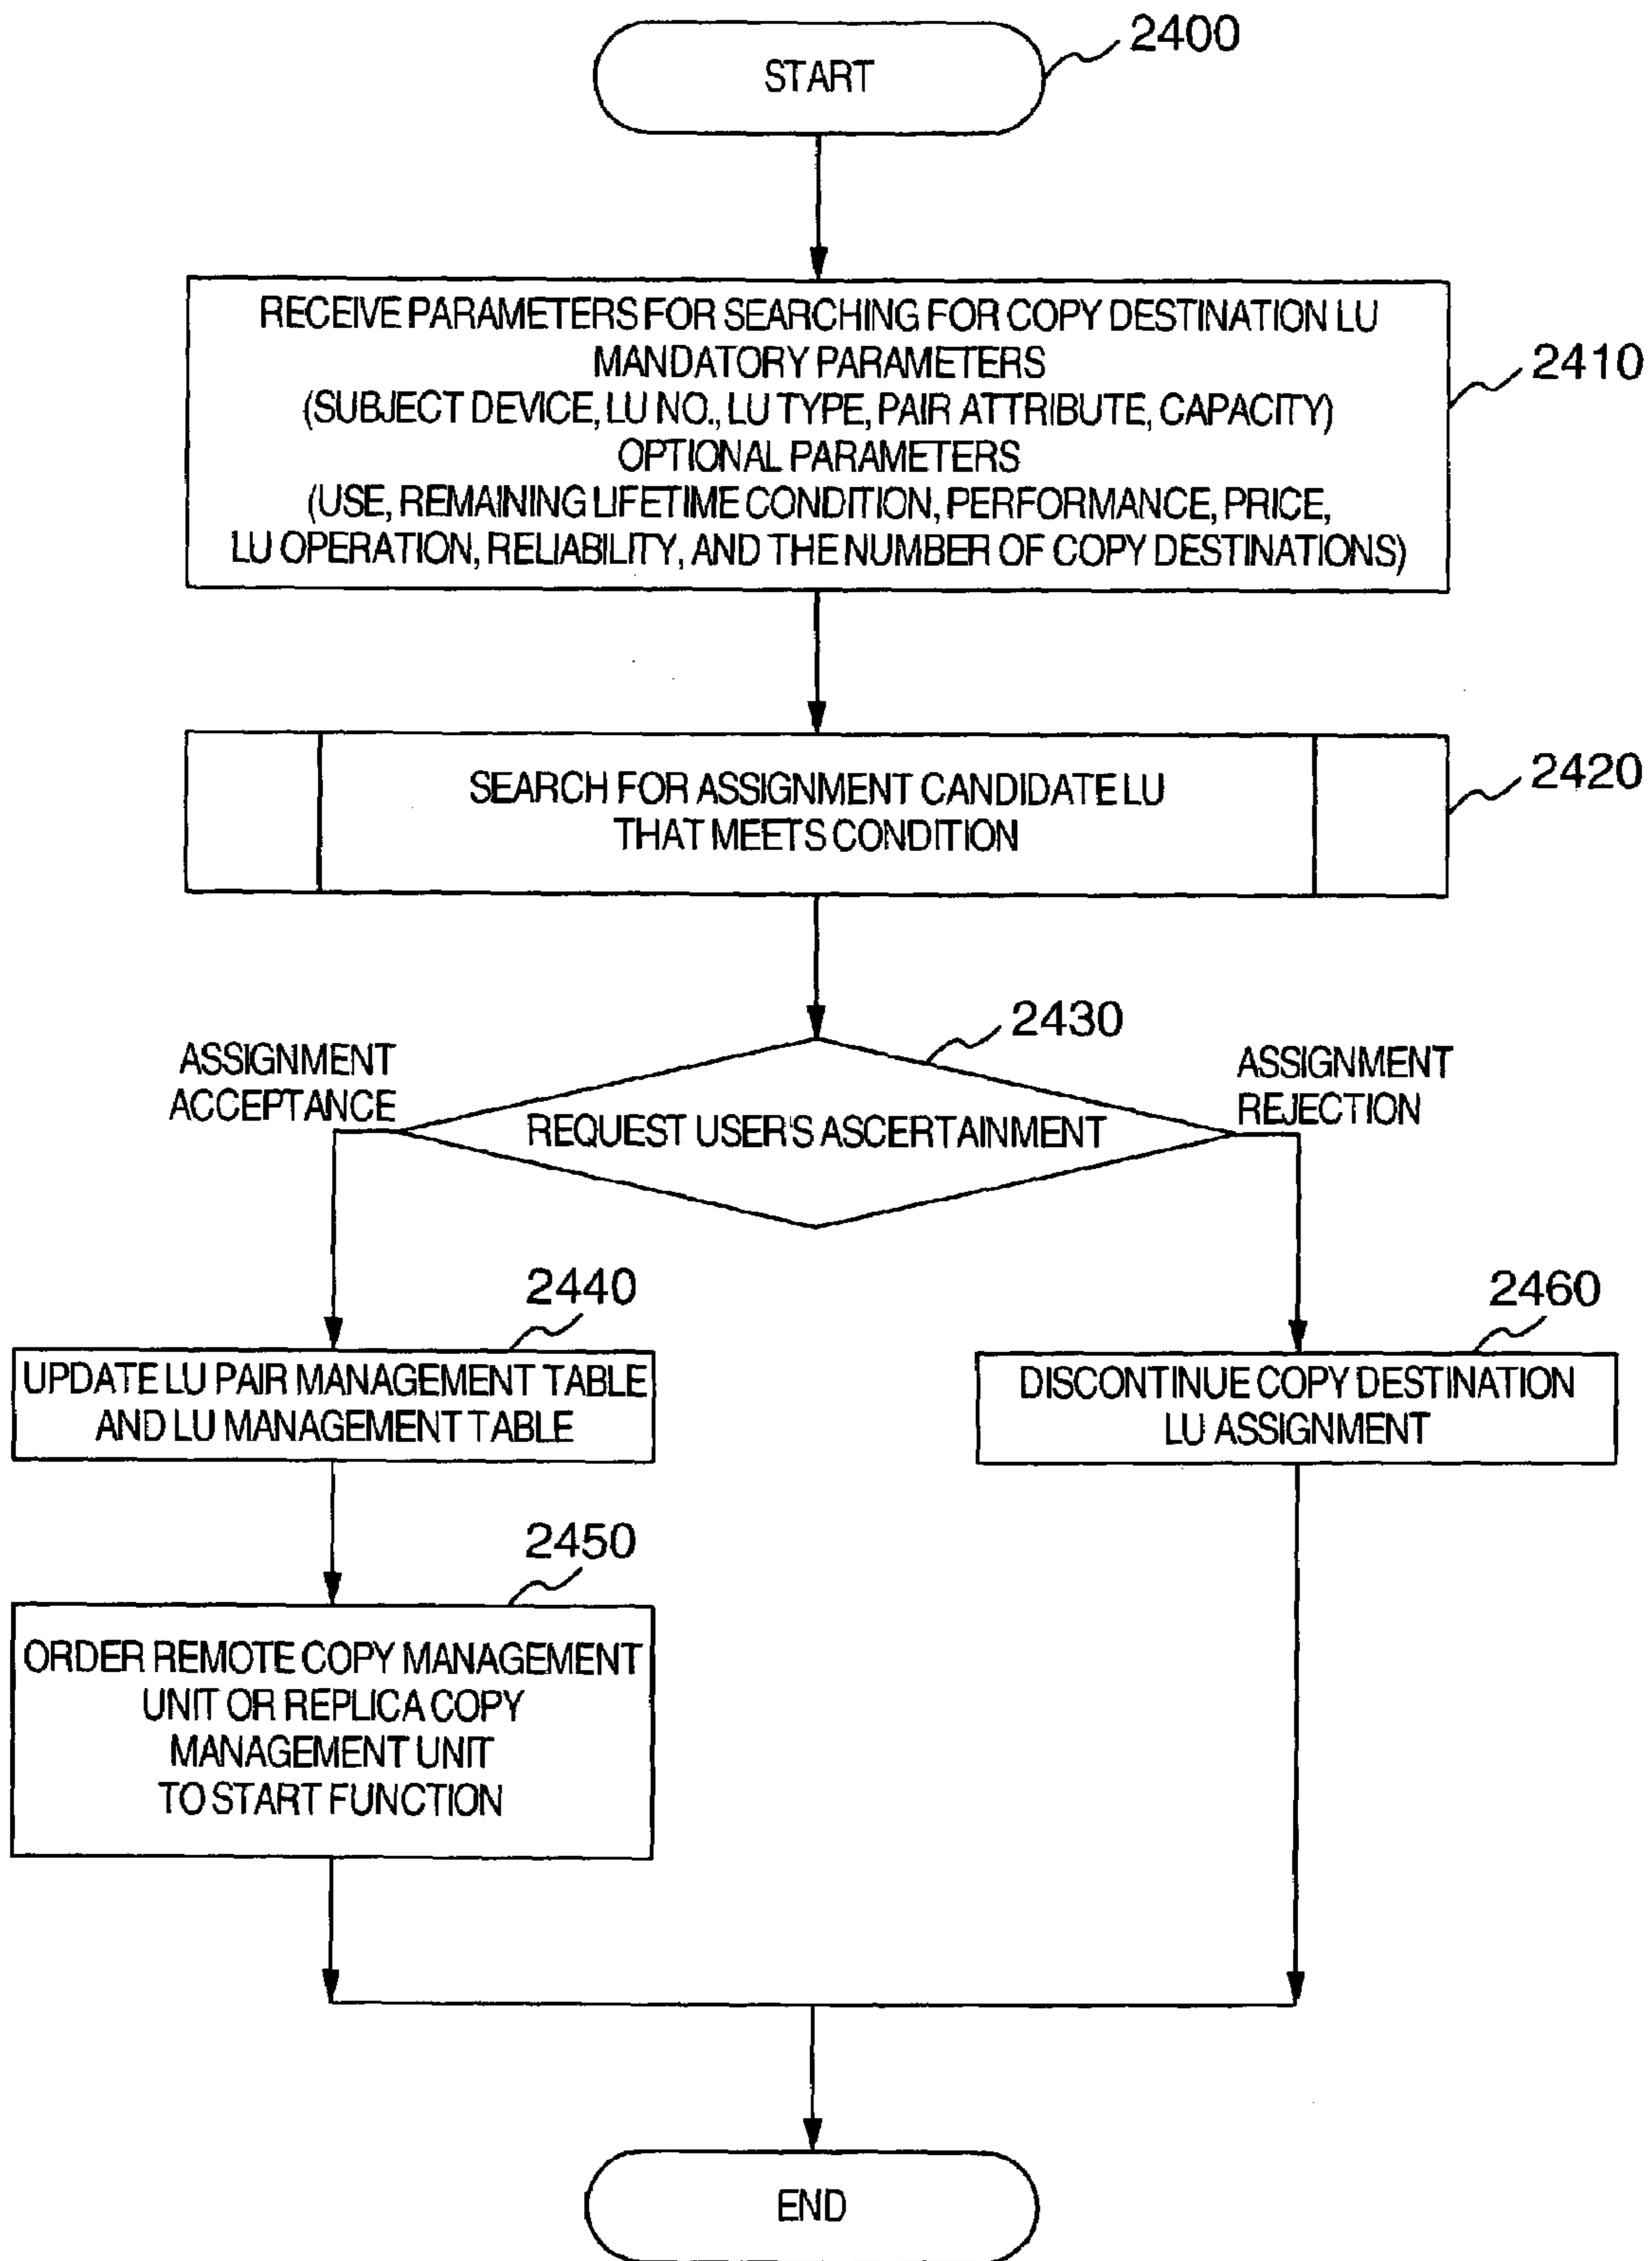 2400
START
RECEIVE PARAMETERS FOR SEARCHING FOR COPY DESTINATION LU
MANDATORY PARAMETERS
(SUBJECT DEVICE, LU NO., LU TYPE, PAIR ATTRIBUTE, CAPACITY)
OPTIONAL PARAMETERS
(USE, REMAINING LIFETIME CONDITION, PERFORMANCE, PRICE,
LU OPERATION, RELIABILITY, AND THE NUMBER OF COPY DESTINATIONS)
2410
SEARCH FOR ASSIGNMENT CANDIDATE LU
THAT MEETS CONDITION
2420
2430
ASSIGNMENT
ACCEPTANCE
REQUEST USER'S ASCERTAINMENT
ASSIGNMENT
REJECTION
2440
UPDATE LU PAIR MANAGEMENT TABLE
AND LU MANAGEMENT TABLE
2460
DISCONTINUE COPY DESTINATION
LU ASSIGNMENT
2450
ORDER REMOTE COPY MANAGEMENT
UNIT OR REPLICA COPY
MANAGEMENT UNIT
TO START FUNCTION
END